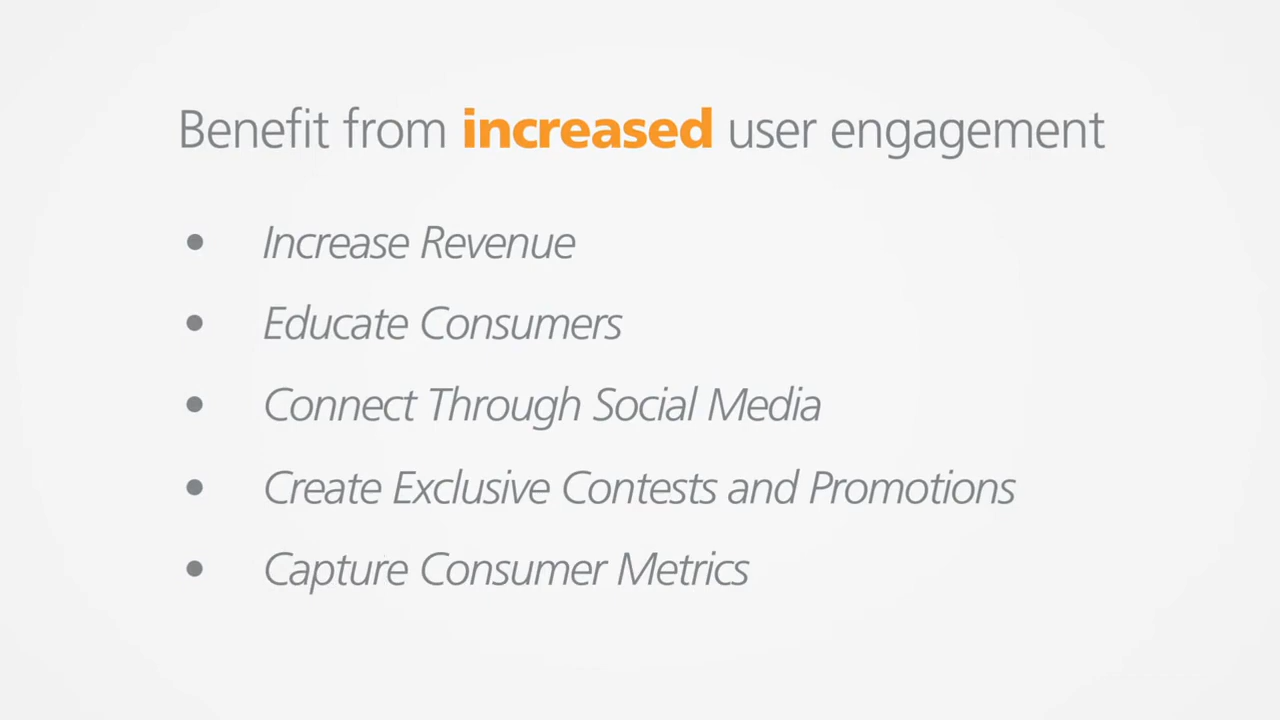 Benefit from increased user engagement
• Increase Revenue
• Educate Consumers
• Connect Through Social Media
• Create Exclusive Contests and Promotions
• Capture Consumer Metrics